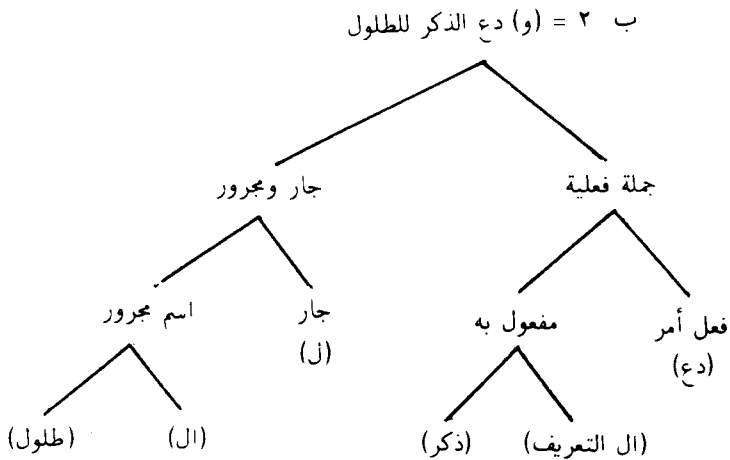 ب ٢ = (و) دع الذكر للطلول
جملة فعلية
جار ومجرور
فعل أمر
(دع)
مفعول به
جار
(ل)
اسم مجرور
(ال التعريف)
(ذكر)
(ال)
(طلول)